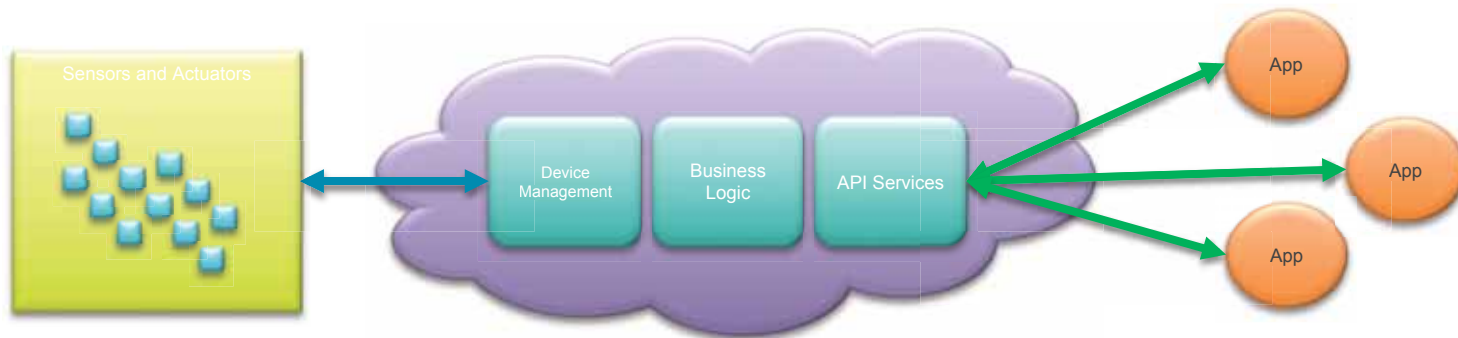 Sensors and Actuators
Device
Management
Business
Logic
API Services
App
App
App